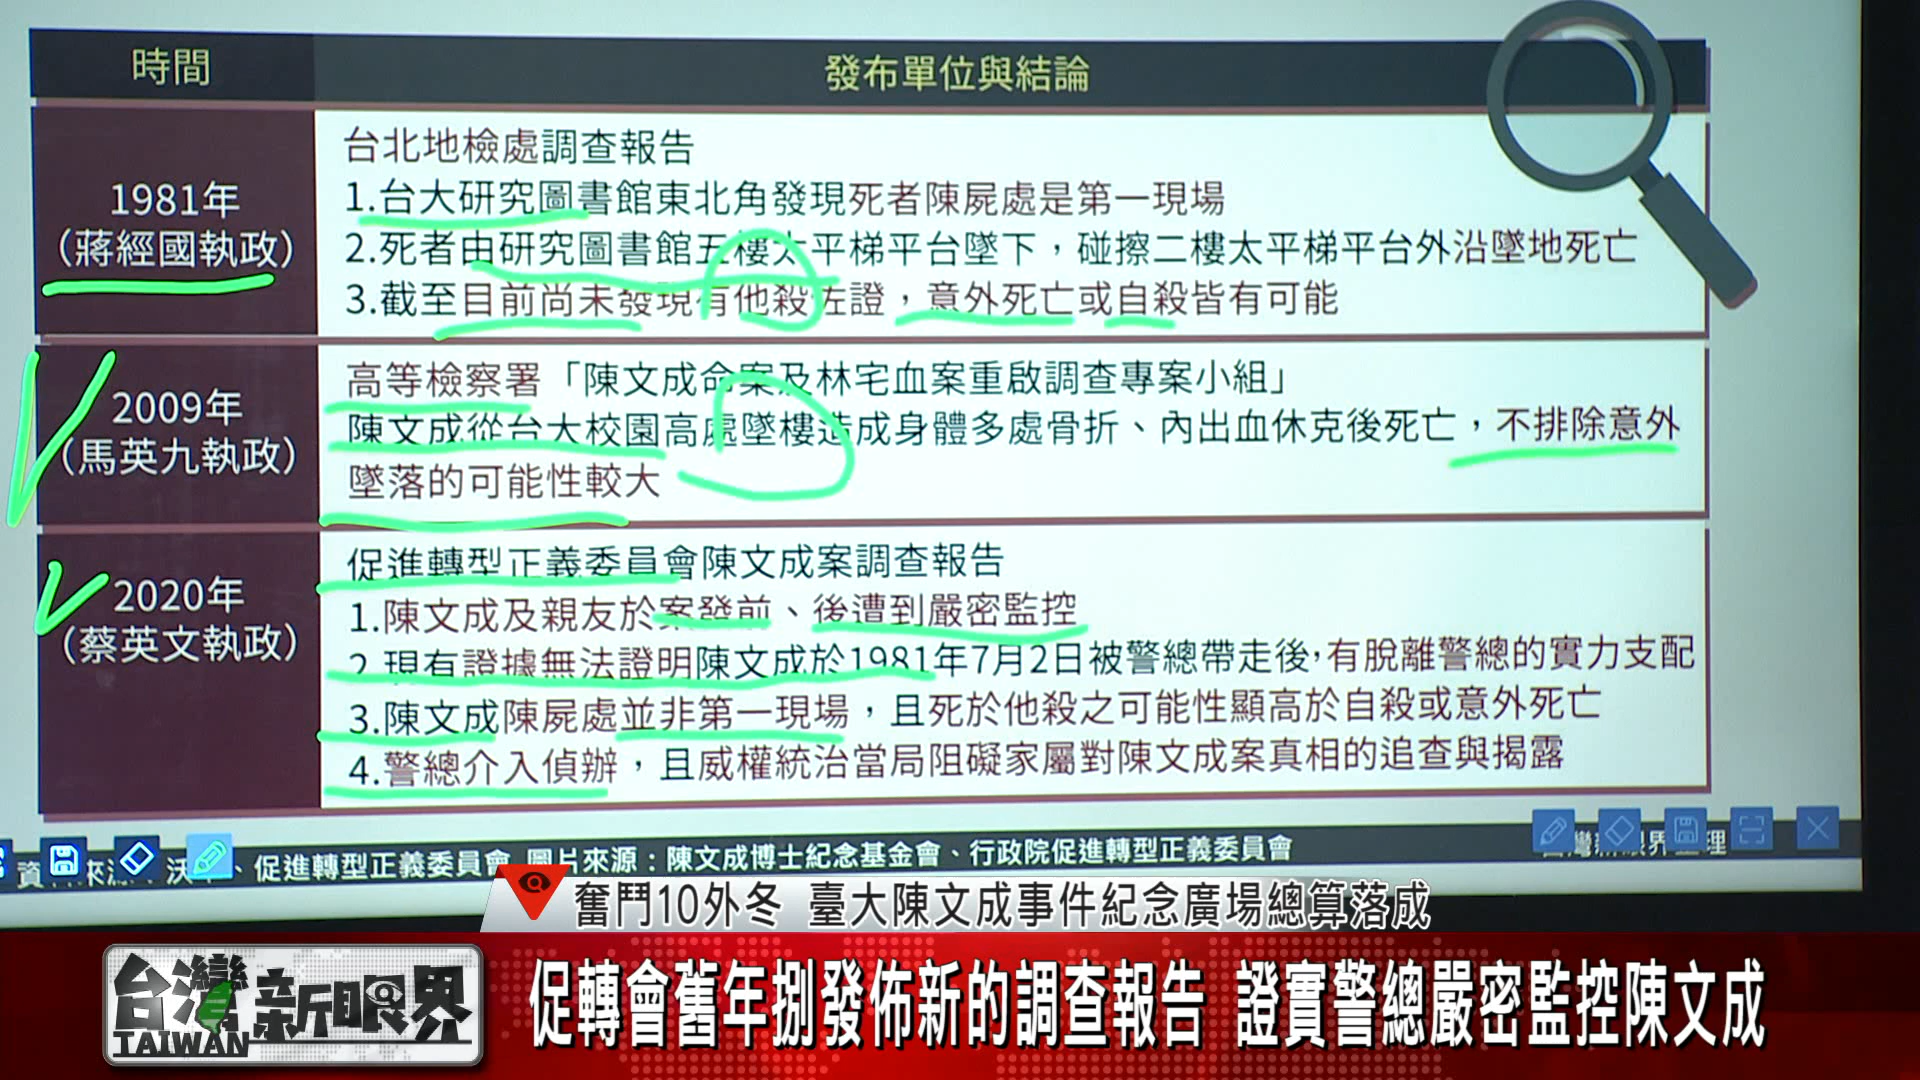 時間 發布單位與結論
1981年
(蔣經國執政)
台北地檢處調查報告
1.台大研究圖書館東北角發現死者陳屍處是第一現場
2.死者由研究圖書館五樓太平梯平台墜下，碰擦二樓太平梯平台外沿墜地死亡
3.截至目前尚未發現有他殺佐證，意外死亡或自殺皆有可能
2009年
(馬英九執政)
高等檢察署「陳文成命案及林宅血案重啟調查專案小組」
陳文成從台大校園高處墜樓造成身體多處骨折、內出血休克後死亡，不排除意外
墜落的可能性較大
2020年
(蔡英文執政)
促進轉型正義委員會陳文成案調查報告
1.陳文成及親友於案發前、後遭到嚴密監控
2.現有證據無法證明陳文成於1981年7月2日被警總帶走後，有脫離警總的實力支配
3.陳文成陳屍處並非第一現場，且死於他殺之可能性顯高於自殺或意外死亡
4.警總介入偵辦，且威權統治當局阻礙家屬對陳文成案真相的追查與揭露
、促進轉型正義委員會 圖片來源：陳文成博士紀念基金會、行政院促進轉型正義委員會
奮鬥10外冬 臺大陳文成事件紀念廣場總算落成
台灣新眼界
TAIWAN
促轉會舊年捌發佈新的調查報告 證實警總嚴密監控陳文成